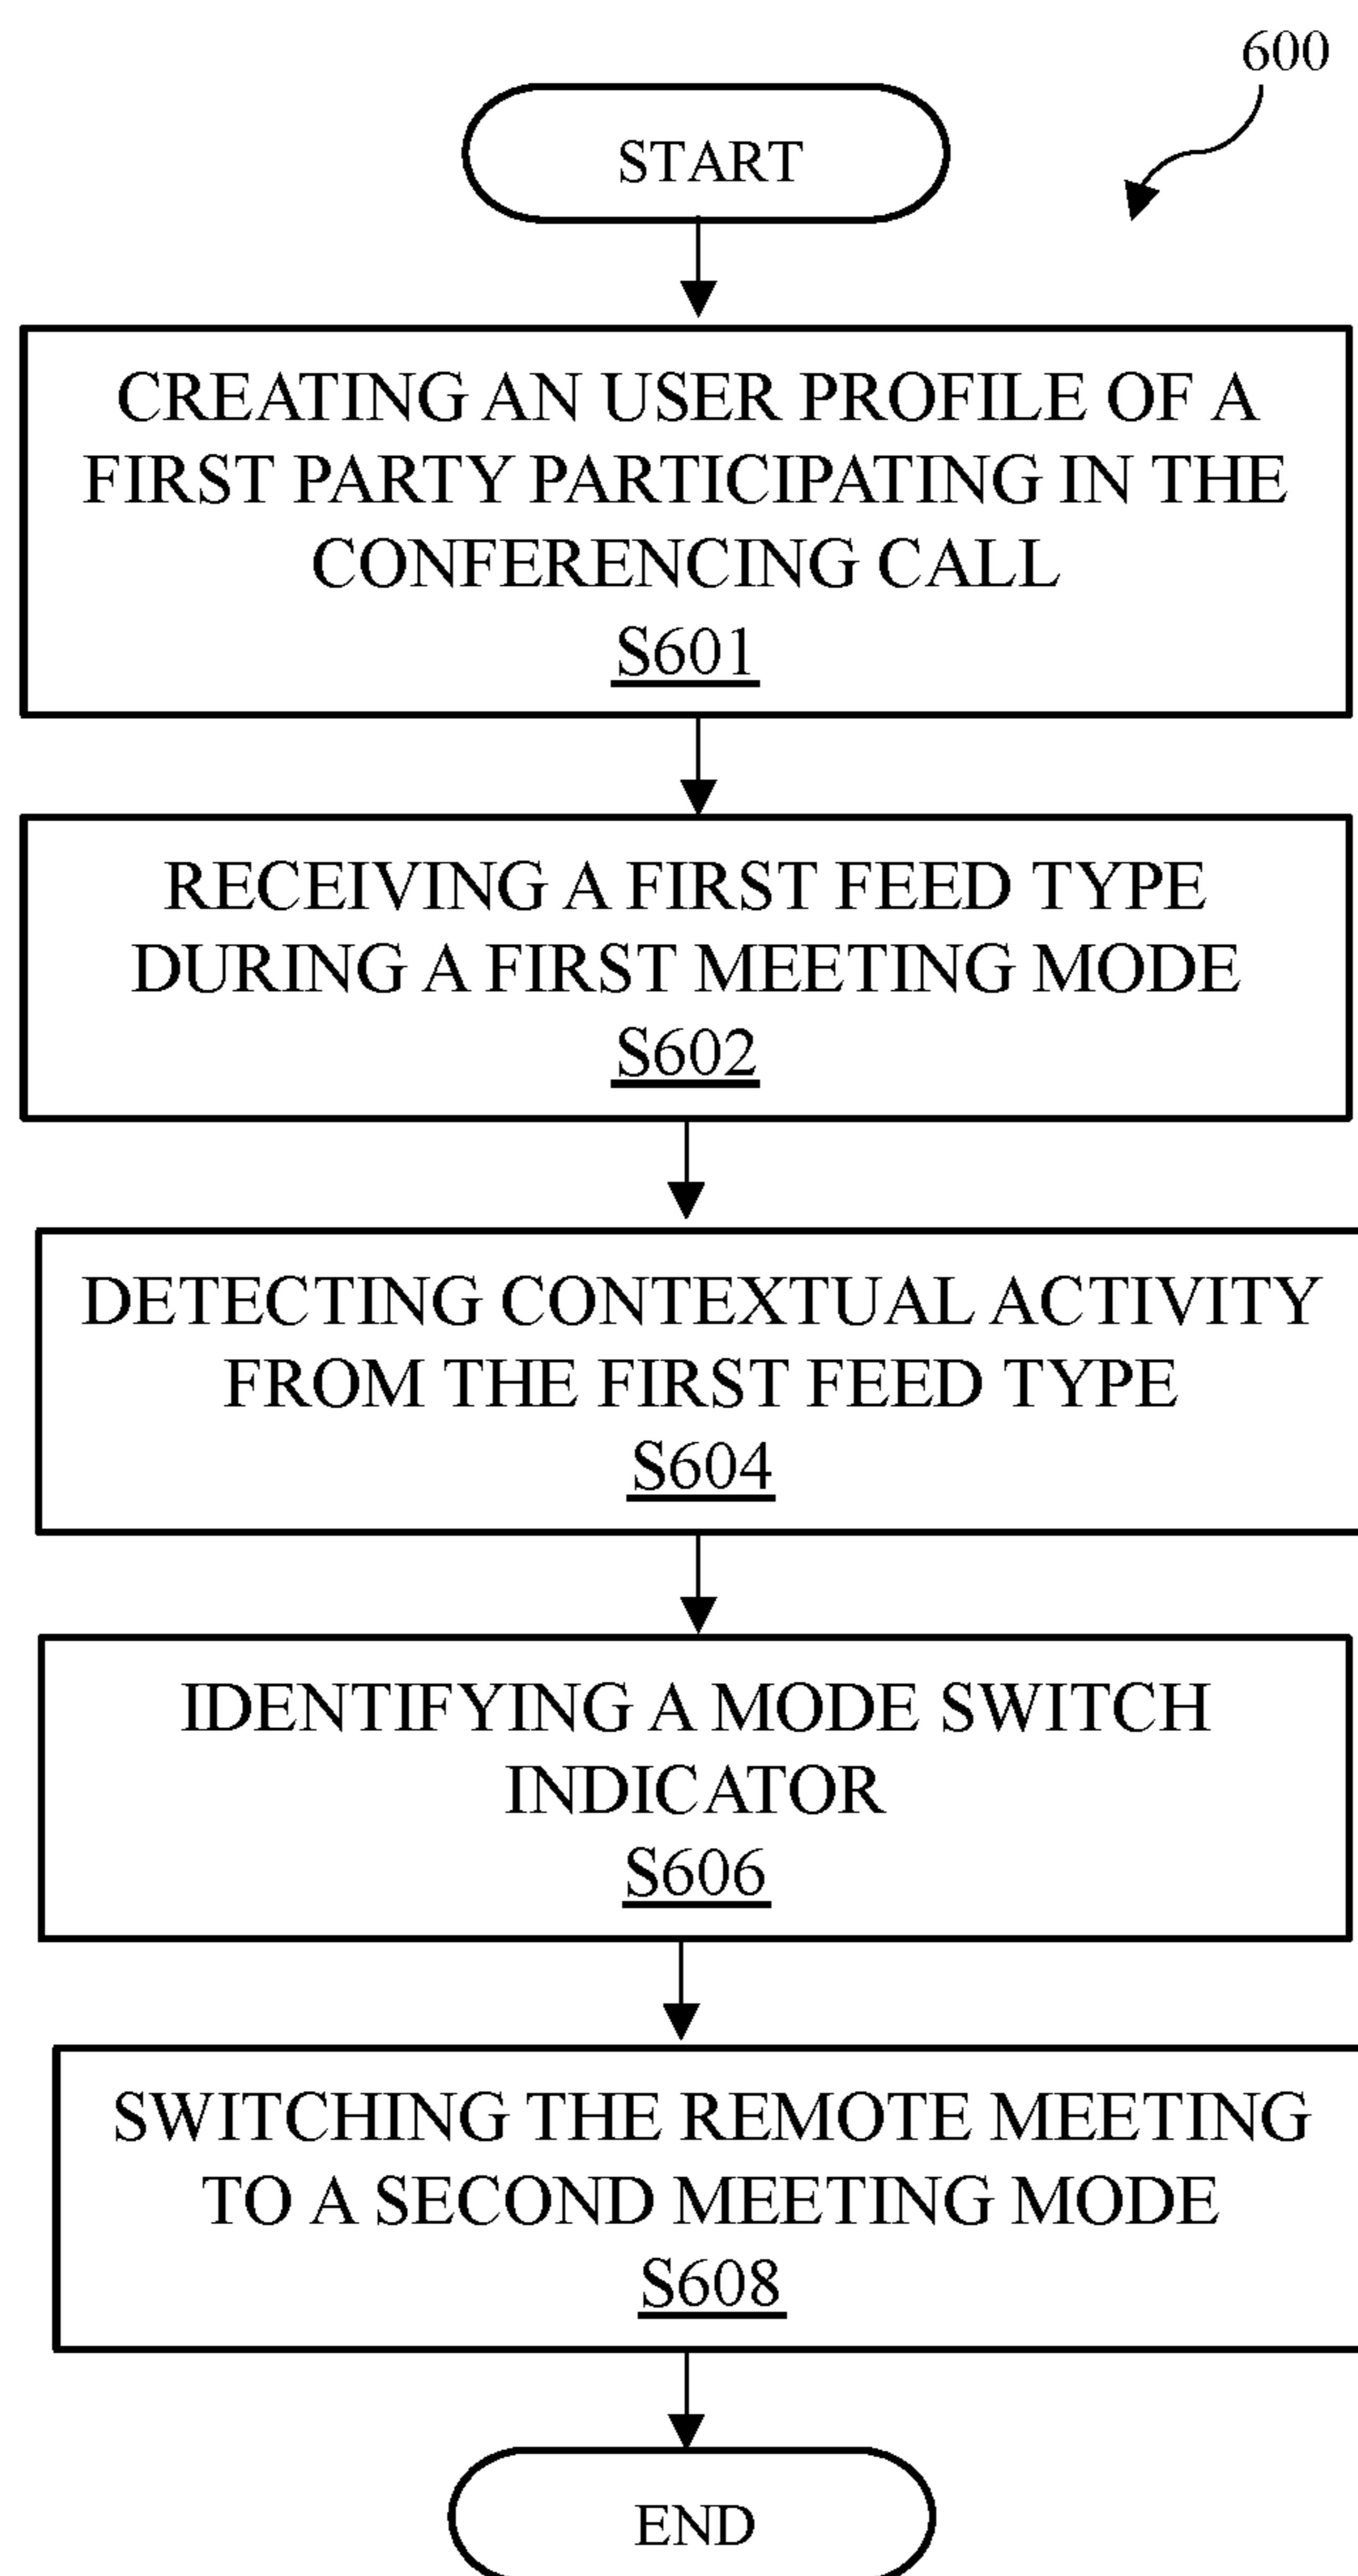 600
START
CREATING AN USER PROFILE OF A
FIRST PARTY PARTICIPATING IN THE
CONFERENCING CALL
S601
RECEIVING A FIRST FEED TYPE
DURING A FIRST MEETING MODE
S602
DETECTING CONTEXTUAL ACTIVITY
FROM THE FIRST FEED TYPE
S604
IDENTIFYING A MODE SWITCH
INDICATOR
S606
SWITCHING THE REMOTE MEETING
TO A SECOND MEETING MODE
S608
END